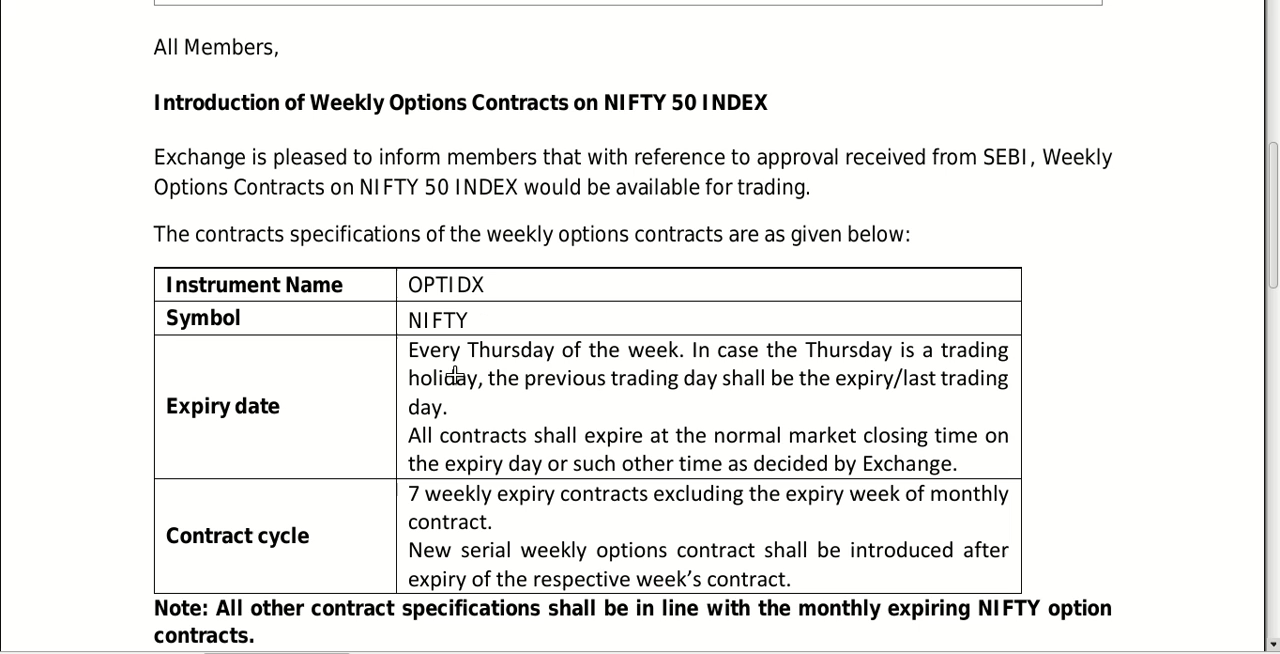 All Members,
Introduction of Weekly Options Contracts on NIFTY 50 INDEX
Exchange is pleased to inform members that with reference to approval received from SEBI, Weekly
Options Contracts on NIFTY 50 INDEX would be available for trading.
The contracts specifications of the weekly options contracts are as given below:
Instrument Name OPTIDX
Symbol NIFTY
Expiry date
Every Thursday of the week. In case the Thursday is a trading
holiday, the previous trading day shall be the expiry/last trading
day.
All contracts shall expire at the normal market closing time on
the expiry day or such other time as decided by Exchange.
Contract cycle
7 weekly expiry contracts excluding the expiry week of monthly
contract.
New serial weekly options contract shall be introduced after
expiry of the respective week’s contract.
Note: All other contract specifications shall be in line with the monthly expiring NIFTY option
contracts.